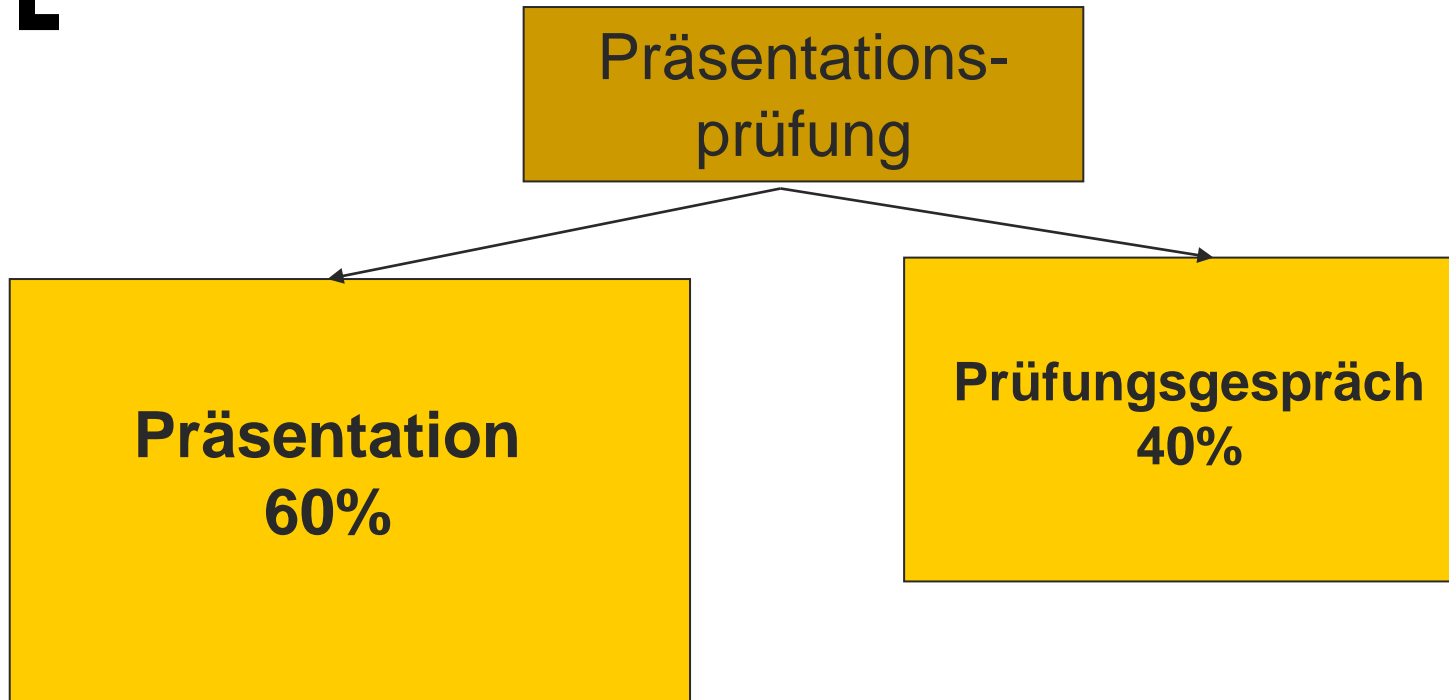 Präsentations-
prüfung
Präsentation
60%
Prüfungsgespräch
40%